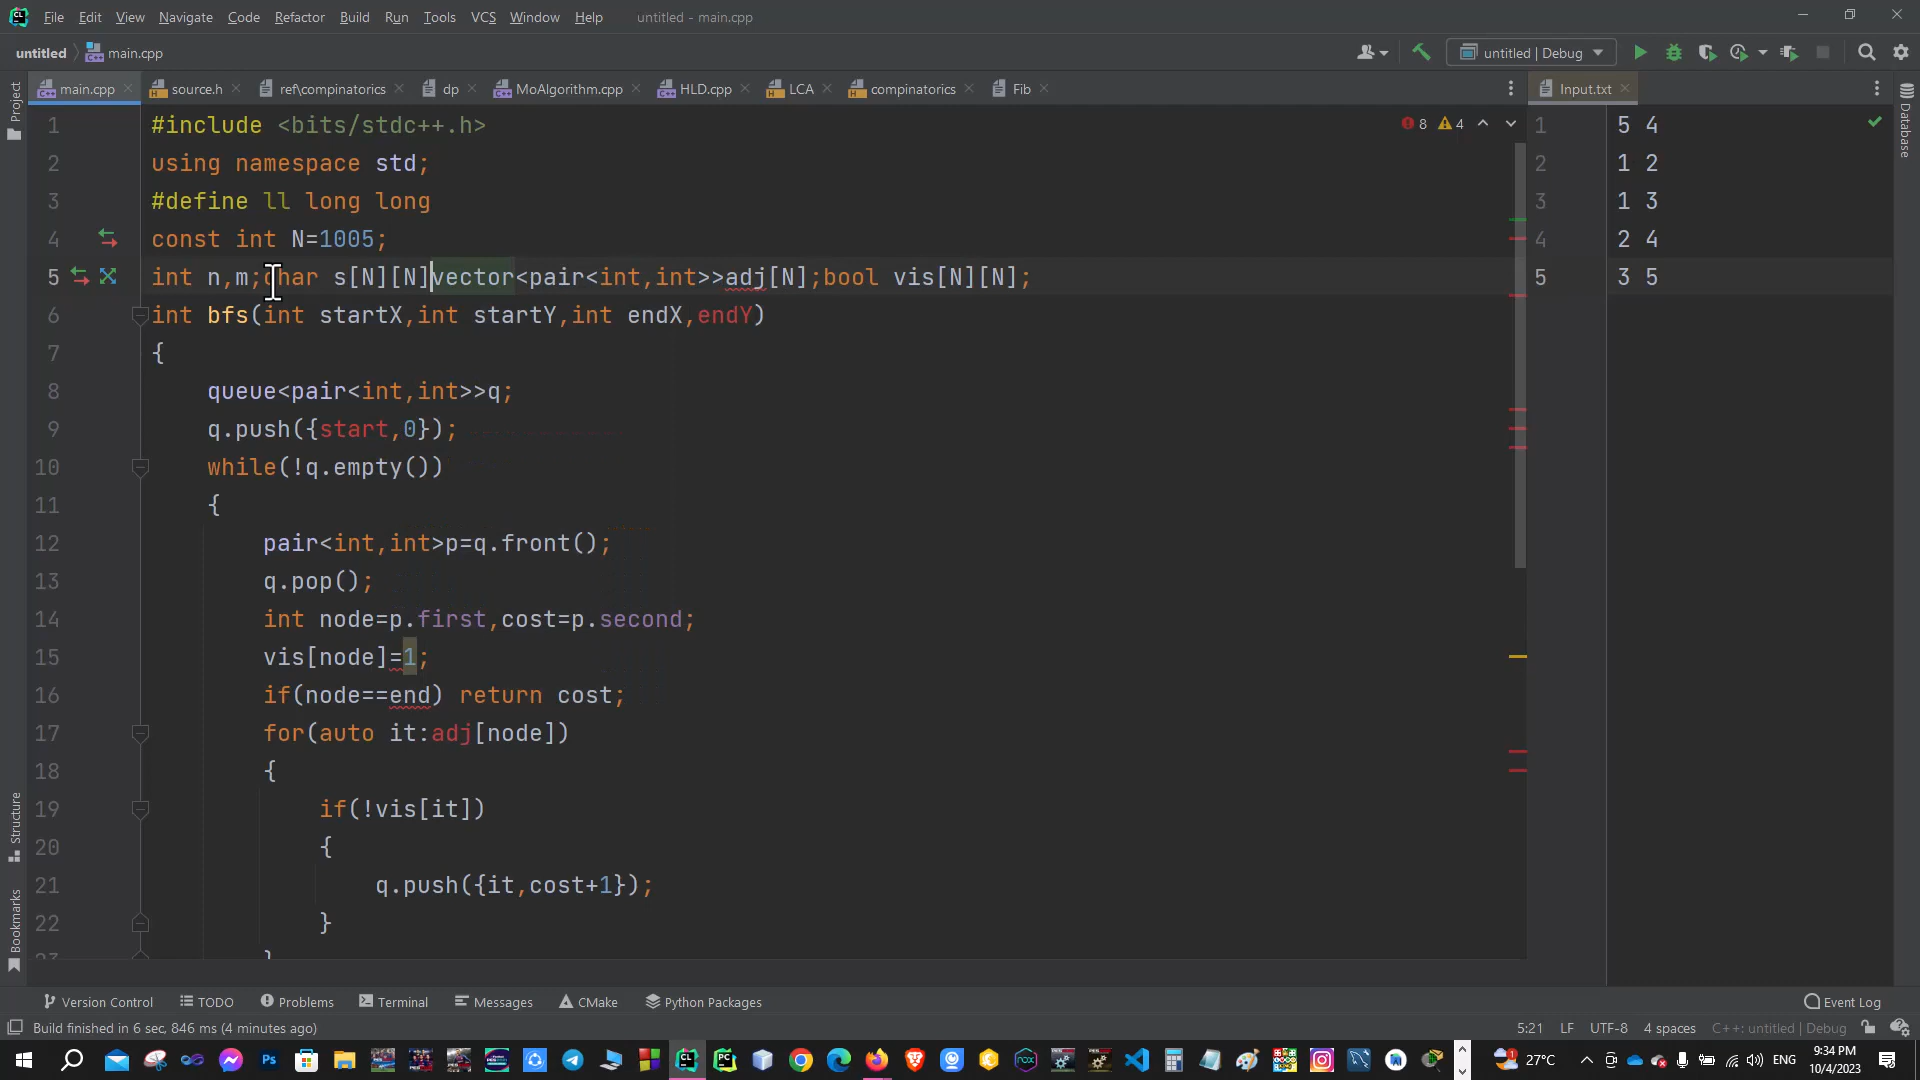 File Edit View Navigate Code Refactor Build Run Tools VCS Window Help untitled - main.cpp
untitled main.cpp untitled | Debug
main.cpp source.h ref\compinatorics dp MoAlgorithm.cpp HLD.cpp LCA compinatorics Fib Input.txt
Project
Structure
Bookmarks
Database
8 4
1 #include <bits/stdc++.h>
2 using namespace std;
3 #define ll long long
4 const int N=1005;
5 int n,m;char s[N][N]vector<pair<int,int>>adj[N];bool vis[N][N];
6 int bfs(int startX,int startY,int endX,endY)
7 {
8 queue<pair<int,int>>q;
9 q.push({start,0});
10 while(!q.empty())
11 {
12 pair<int,int>p=q.front();
13 q.pop();
14 int node=p.first,cost=p.second;
15 vis[node]=1;
16 if(node==end) return cost;
17 for(auto it:adj[node])
18 {
19 if(!vis[it])
20 {
21 q.push({it,cost+1});
22 }
23 }
1 5 4
2 1 2
3 1 3
4 2 4
5 3 5
Version Control TODO Problems Terminal Messages CMake Python Packages Event Log
Build finished in 6 sec, 846 ms (4 minutes ago) 5:21 LF UTF-8 4 spaces C++: untitled | Debug
27°C ENG 9:34 PM
10/4/2023